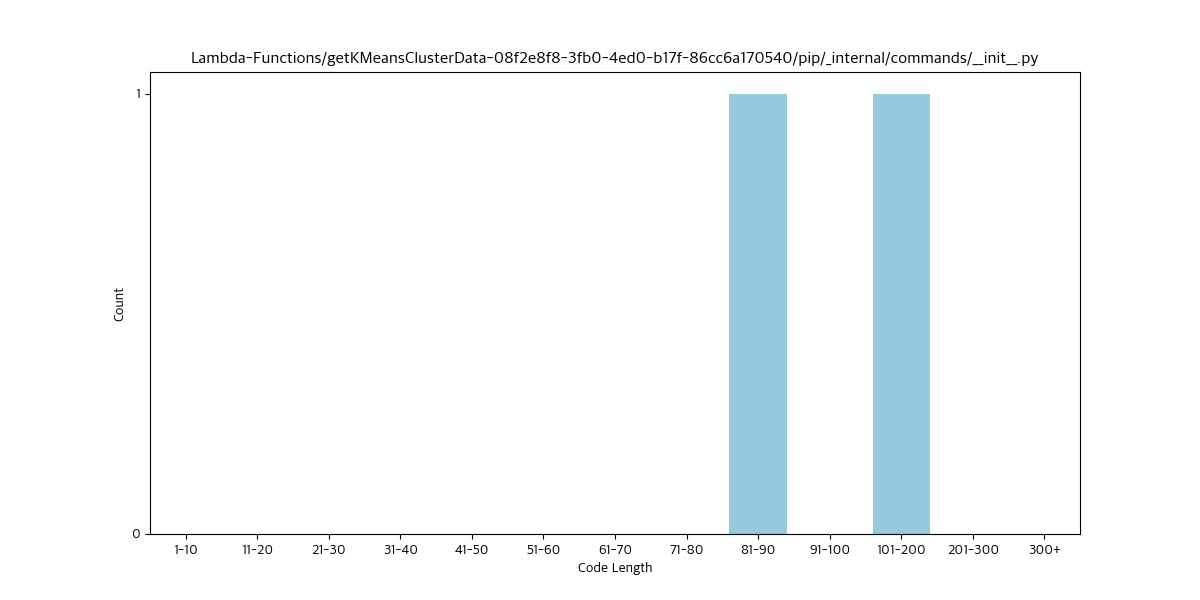 Lambda-Functions/getKMeansClusterData-08f2e8f8-3fb0-4ed0-b17f-86cc6a170540/pip/_internal/commands/__init__.py
1
Count
0
1-10 11-20 21-30 31-40 41-50 51-60 61-70 71-80 81-90 91-100 101-200 201-300 300+
Code Length